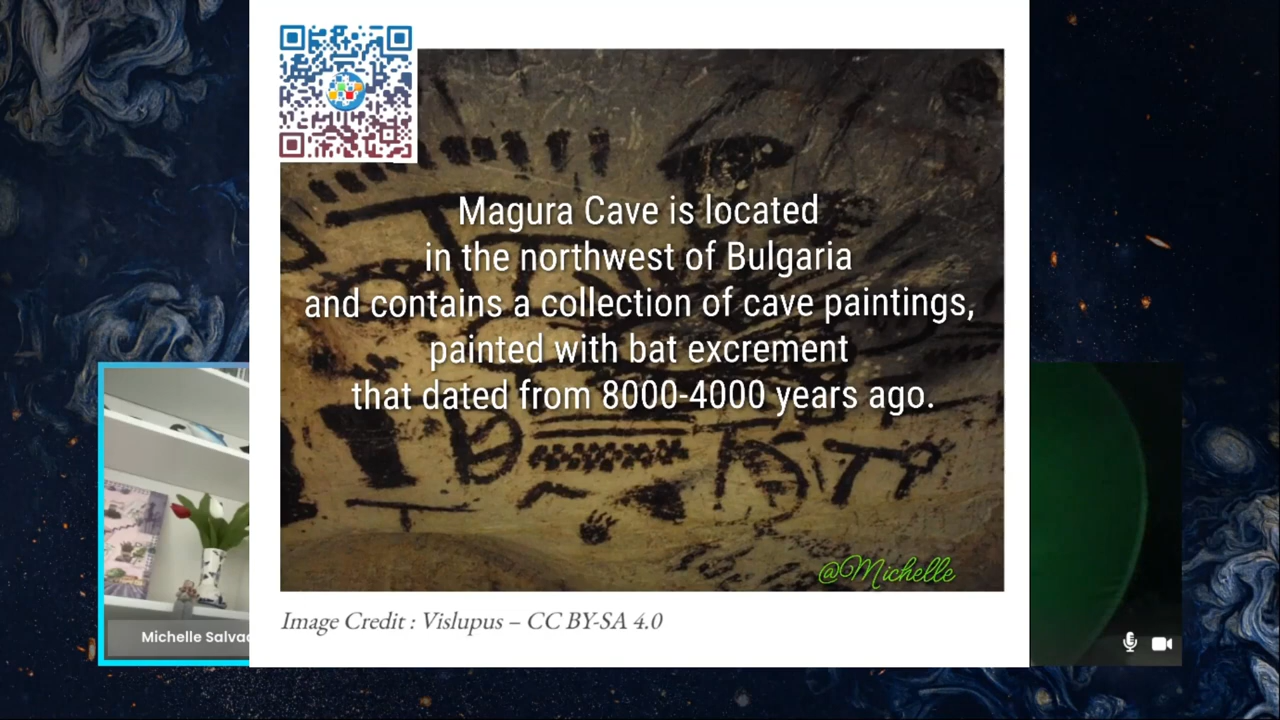 Magura Cave is located
in the northwest of Bulgaria
and contains a collection of cave paintings,
painted with bat excrement
that dated from 8000-4000 years ago.
@Michelle
Image Credit : Vislupus – CC BY-SA 4.0
Michelle